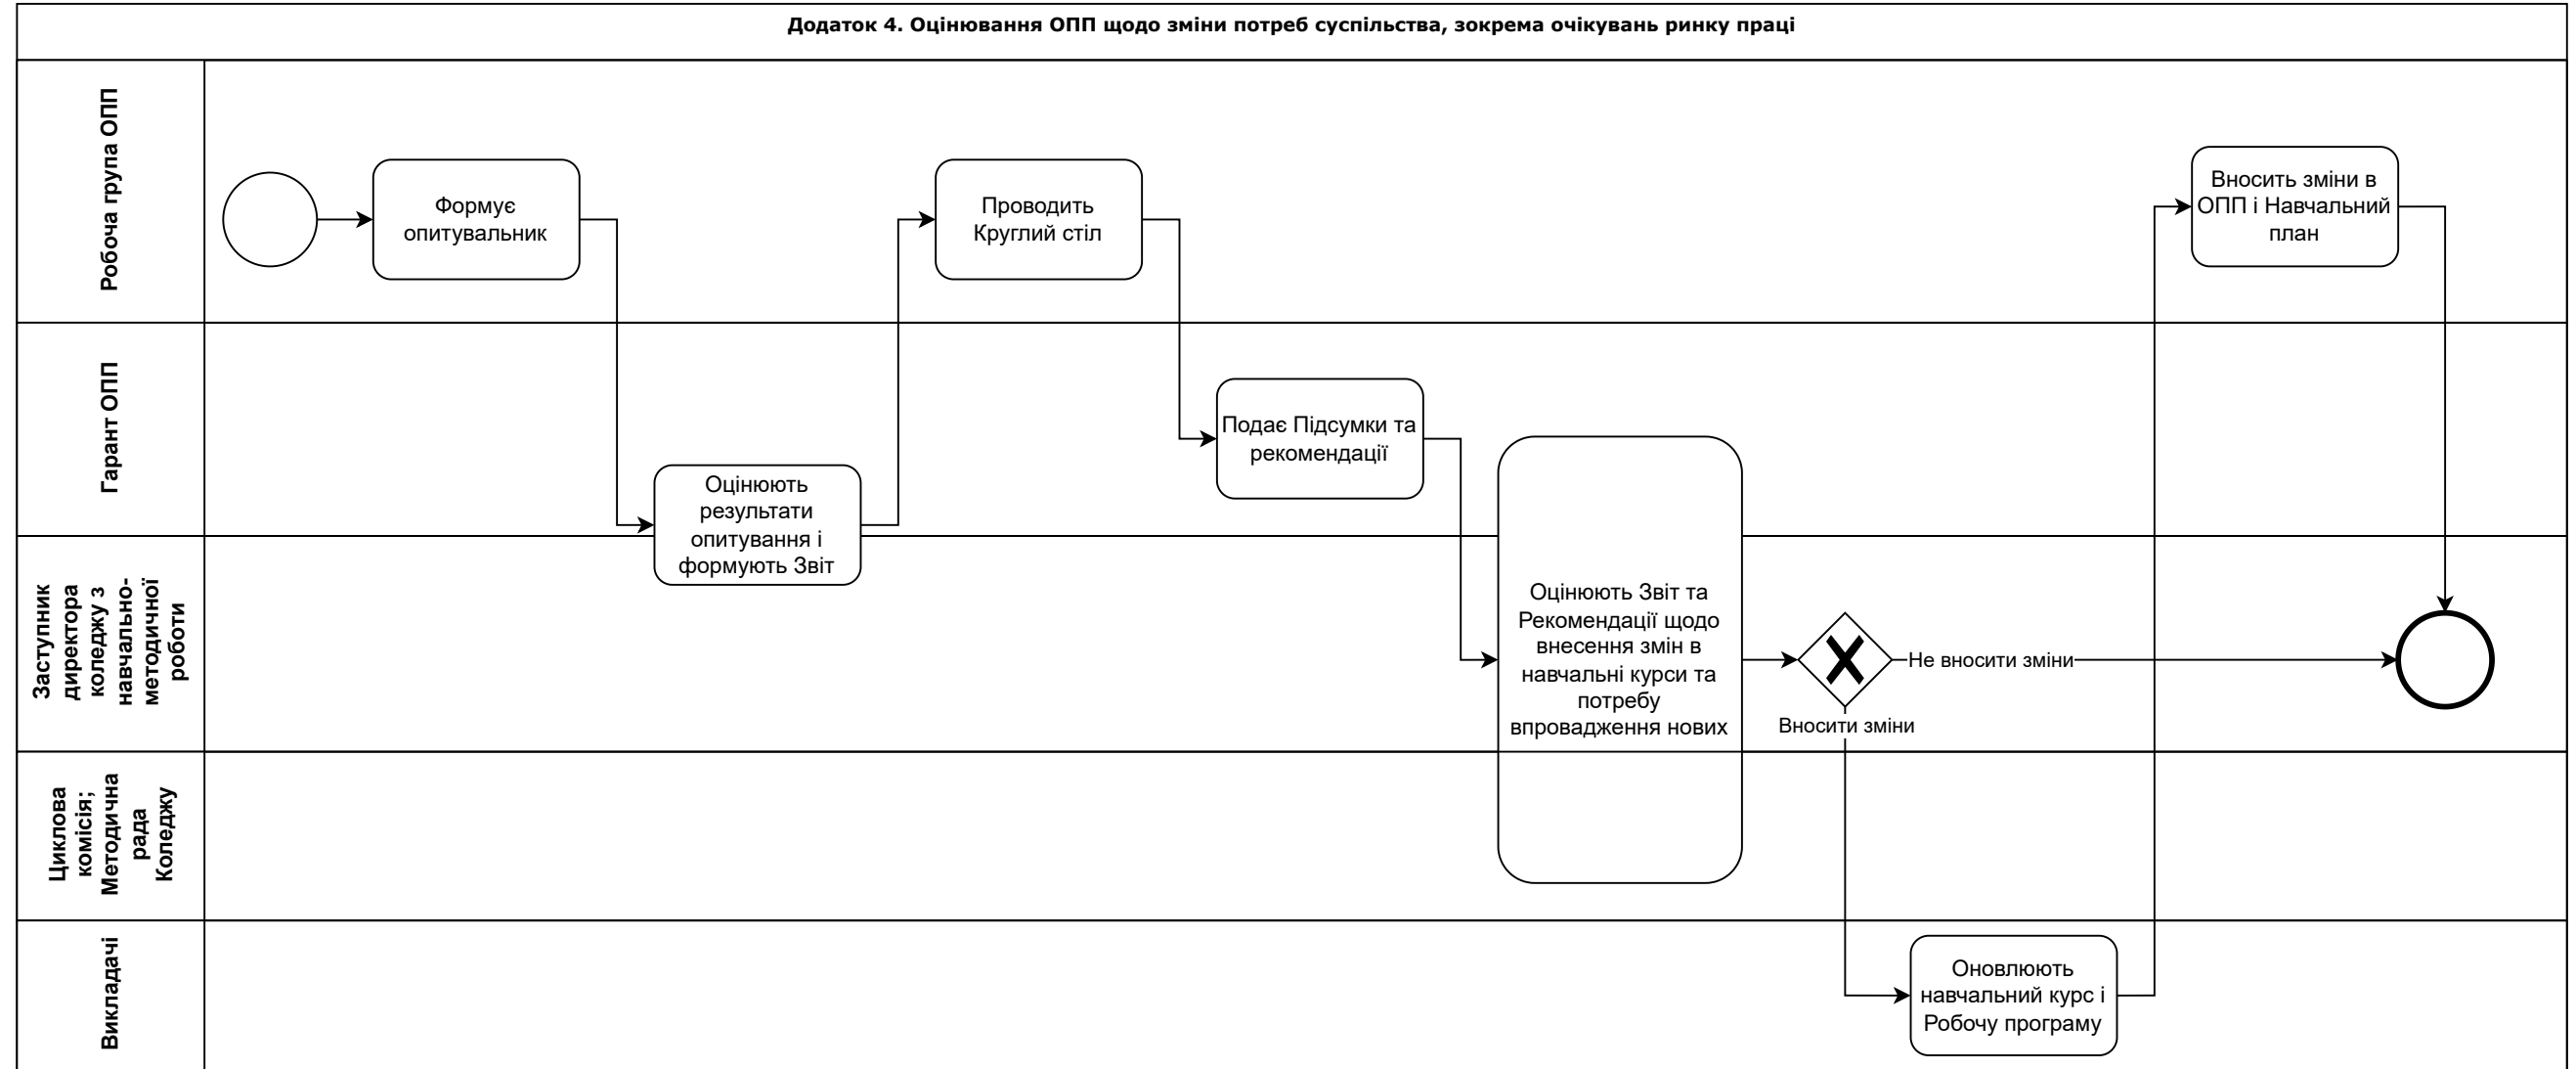 Додаток 4. Оцінювання ОПП щодо зміни потреб суспільства, зокрема очікувань ринку праці
Робоча група ОПП
Формує
опитувальник
Проводить
Круглий стіл
Вносить зміни в
ОПП і Навчальний
план
Гарант ОПП
Оцінюють
результати
опитування і
формують Звіт
Подає Підсумки та
рекомендації
Заступник
директора
коледжу з
навчально-
методичної
роботи
Оцінюють Звіт та
Рекомендації щодо
внесення змін в
навчальні курси та
потребу
впровадження нових
Не вносити зміни
Вносити зміни
Циклова
комісія;
Методична
рада
Коледжу
Викладачі
Оновлюють
навчальний курс і
Робочу програму